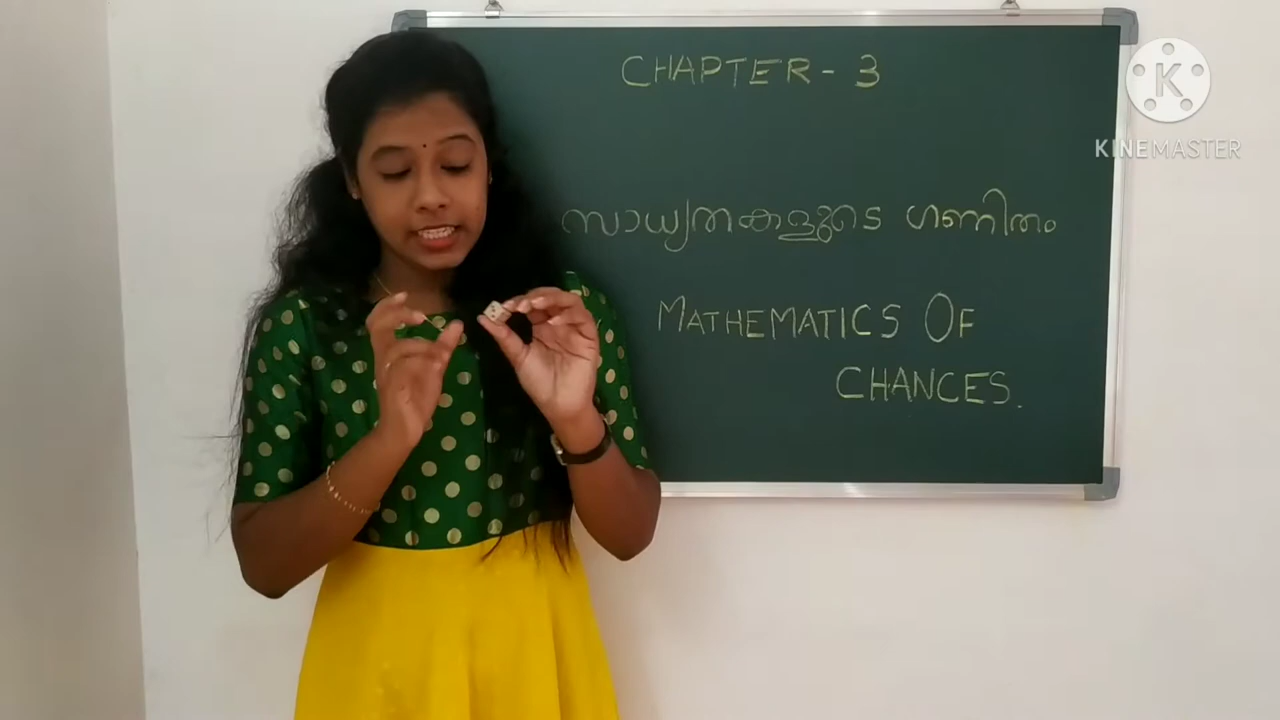 CHAPTER - 3
K
KINEMASTER
സാധ്യതകളുടെ ഗണിതം
MATHEMATICS OF
CHANCES.